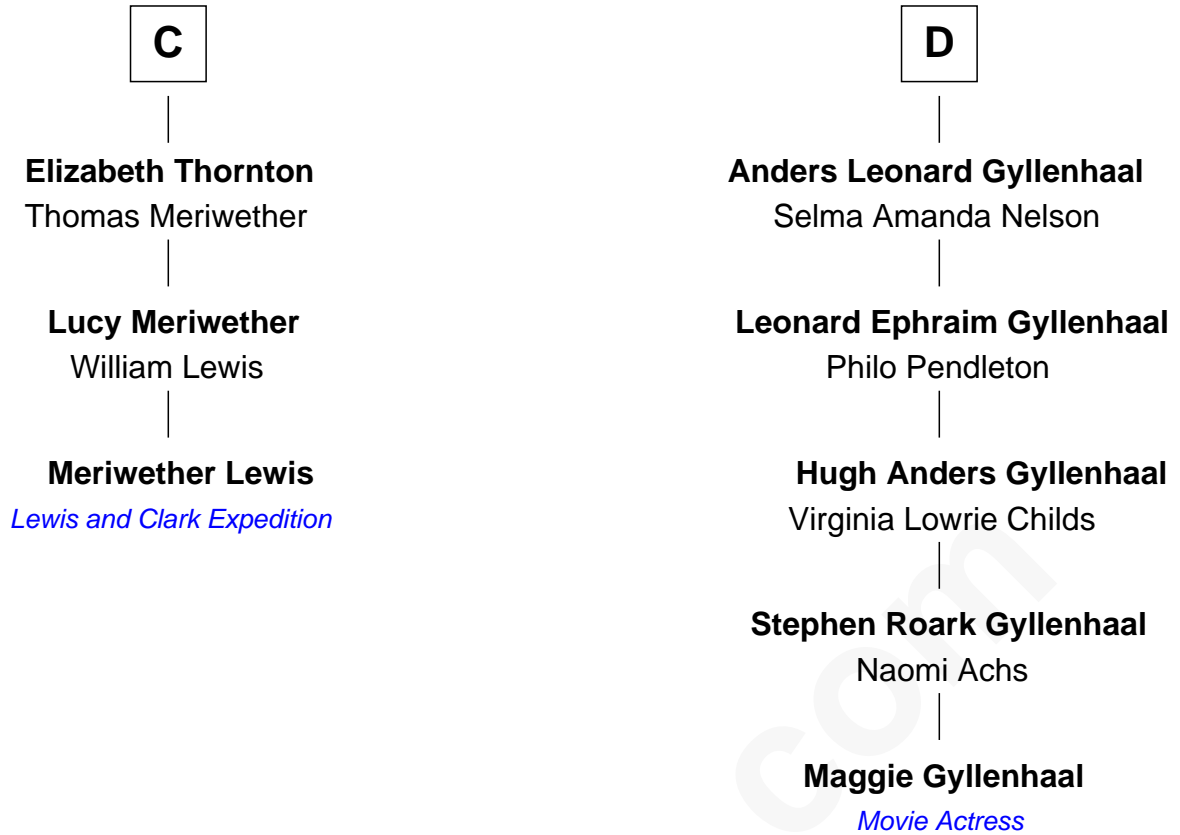 C
Elizabeth Thornton
Thomas Meriwether
Lucy Meriwether
William Lewis
Meriwether Lewis
Lewis and Clark Expedition
D
Anders Leonard Gyllenhaal
Selma Amanda Nelson
Leonard Ephraim Gyllenhaal
Philo Pendleton
Hugh Anders Gyllenhaal
Virginia Lowrie Childs
Stephen Roark Gyllenhaal
Naomi Achs
Maggie Gyllenhaal
Movie Actress
com